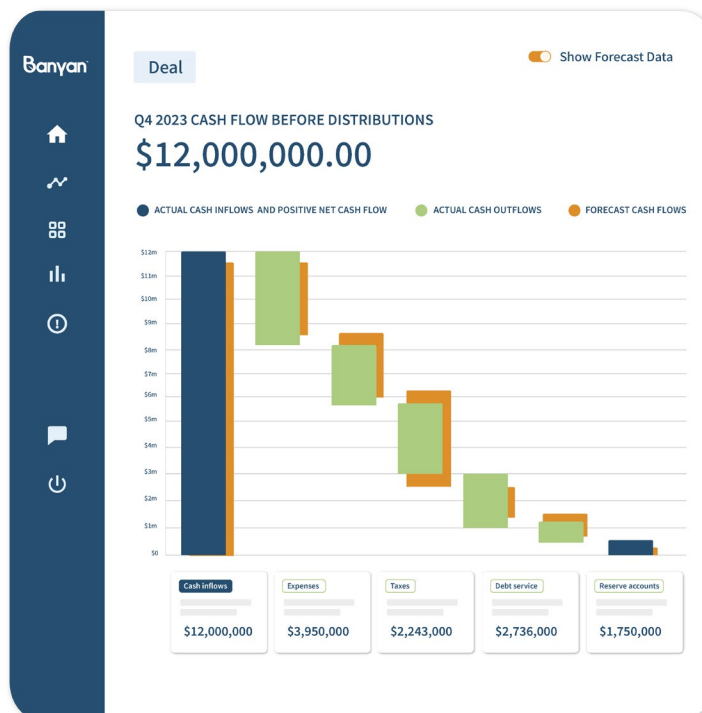 Banyan
Deal
Show Forecast Data
Q4 2023 CASH FLOW BEFORE DISTRIBUTIONS
$12,000,000.00
ACTUAL CASH INFLOWS AND POSITIVE NET CASH FLOW
ACTUAL CASH OUTFLOWS
FORECAST CASH FLOWS
$12m
$11m
$10m
$9m
$8m
$7m
$6m
$5m
$4m
$3m
$2m
$1m
$0
Cash inflows
$12,000,000
Expenses
$3,950,000
Taxes
$2,243,000
Debt service
$2,736,000
Reserve accounts
$1,750,000